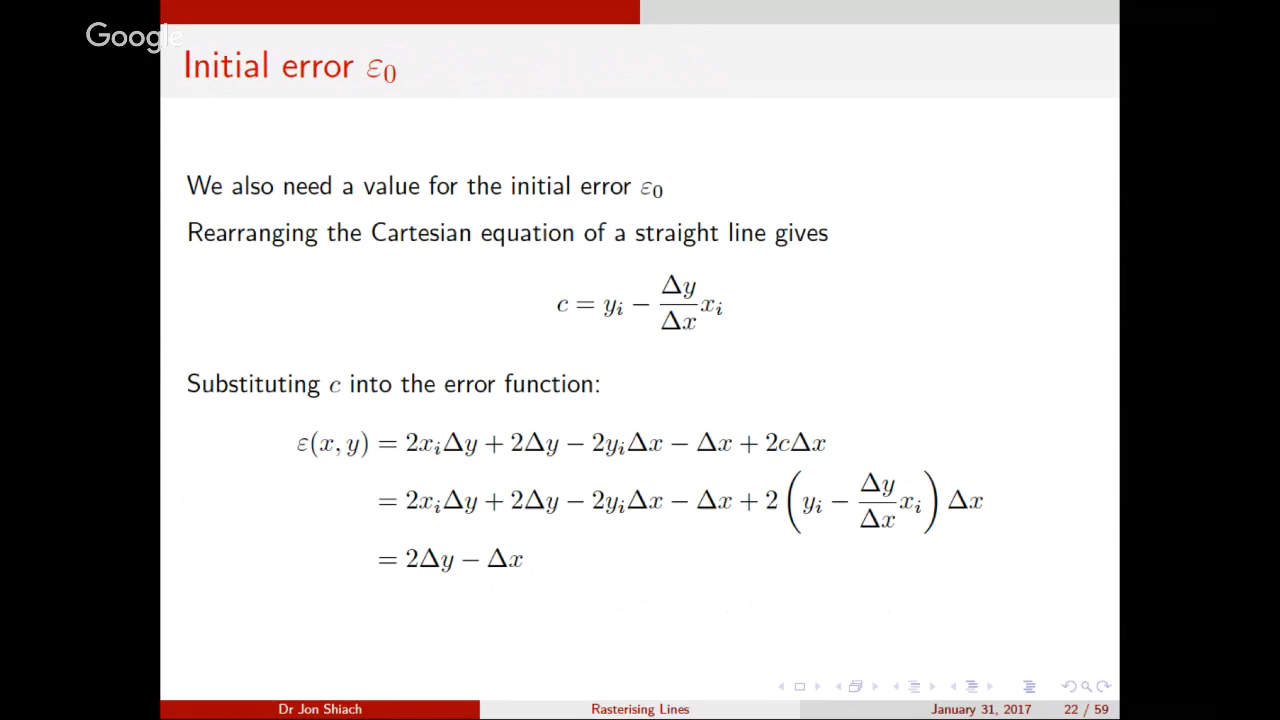 Google
Initial error ε₀
We also need a value for the initial error ε₀
Rearranging the Cartesian equation of a straight line gives
c = yᵢ − Δy/Δx xᵢ
Substituting c into the error function:
ε(x, y) = 2xᵢΔy + 2Δy − 2yᵢΔx − Δx + 2cΔx
= 2xᵢΔy + 2Δy − 2yᵢΔx − Δx + 2 (yᵢ − Δy/Δx xᵢ) Δx
= 2Δy − Δx
Dr Jon Shiach Rasterising Lines January 31, 2017 22 / 59